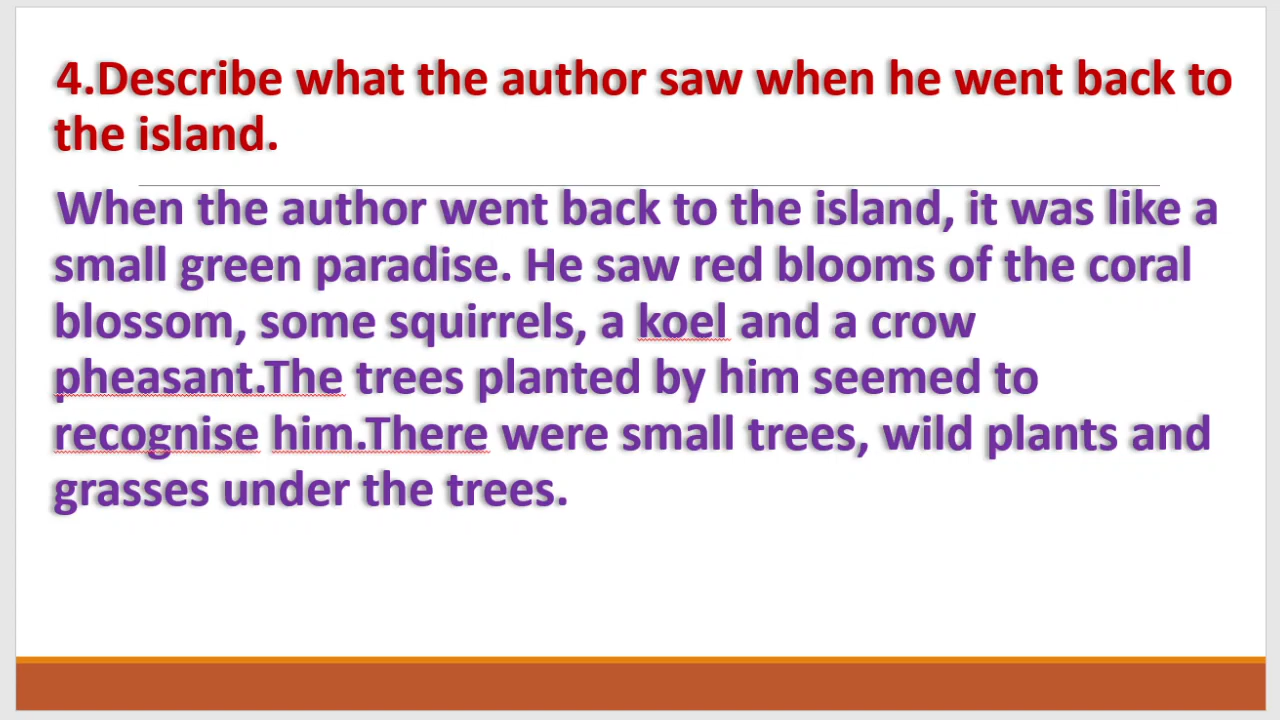 4.Describe what the author saw when he went back to
the island.
When the author went back to the island, it was like a
small green paradise. He saw red blooms of the coral
blossom, some squirrels, a koel and a crow
pheasant.The trees planted by him seemed to
recognise him.There were small trees, wild plants and
grasses under the trees.